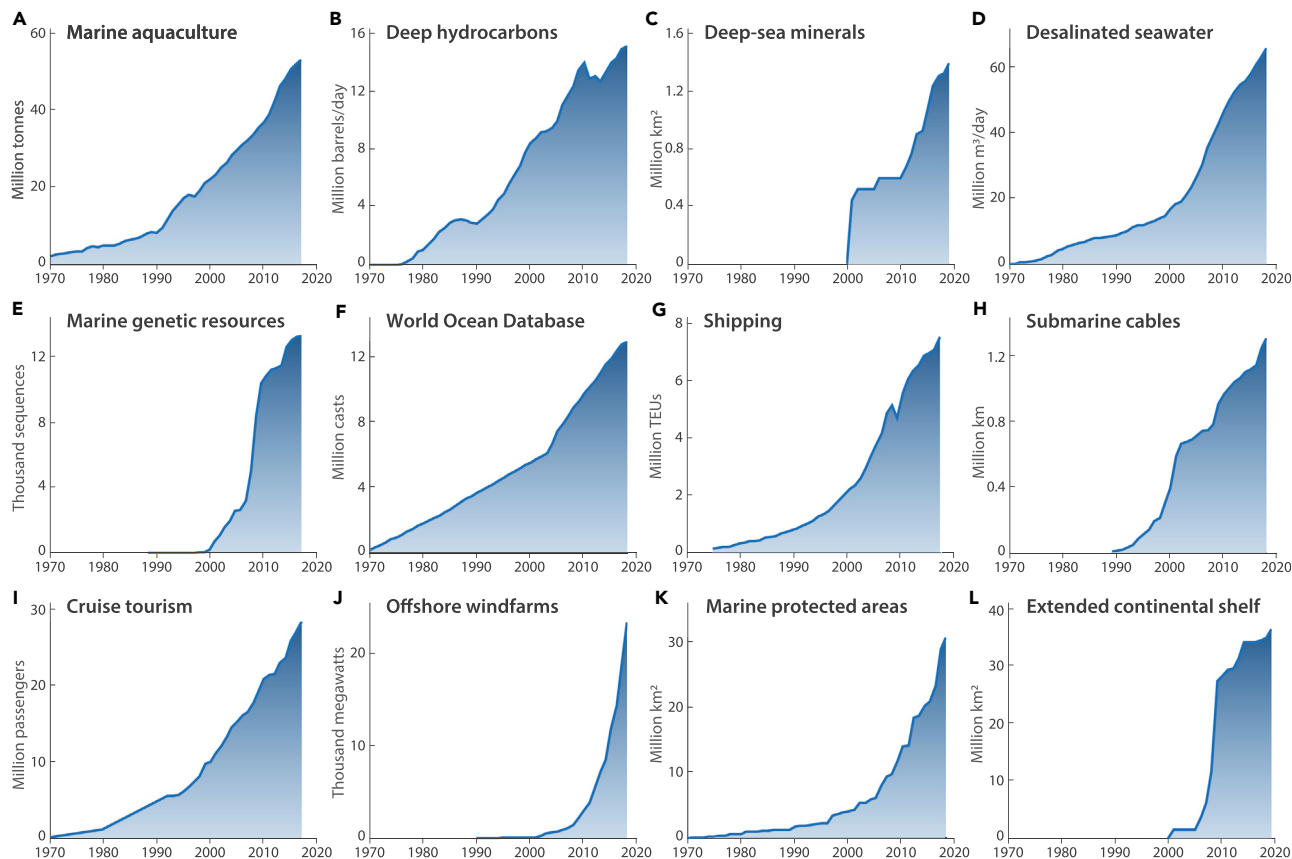 A
Marine aquaculture
Million tonnes
60
40
20
0
1970 1980 1990 2000 2010 2020
B
Deep hydrocarbons
Million barrels/day
16
12
8
4
0
1970 1980 1990 2000 2010 2020
C
Deep-sea minerals
Million km²
1.6
1.2
0.8
0.4
0
1970 1980 1990 2000 2010 2020
D
Desalinated seawater
Million m³/day
60
40
20
0
1970 1980 1990 2000 2010 2020
E
Marine genetic resources
Thousand sequences
12
8
4
0
1970 1980 1990 2000 2010 2020
F
World Ocean Database
Million casts
12
8
4
0
1970 1980 1990 2000 2010 2020
G
Shipping
Million TEUs
8
6
4
2
0
1970 1980 1990 2000 2010 2020
H
Submarine cables
Million km
1.2
0.8
0.4
0
1970 1980 1990 2000 2010 2020
I
Cruise tourism
Million passengers
30
20
10
0
1970 1980 1990 2000 2010 2020
J
Offshore windfarms
Thousand megawatts
20
10
0
1970 1980 1990 2000 2010 2020
K
Marine protected areas
Million km²
30
20
10
0
1970 1980 1990 2000 2010 2020
L
Extended continental shelf
Million km²
40
30
20
10
0
1970 1980 1990 2000 2010 2020